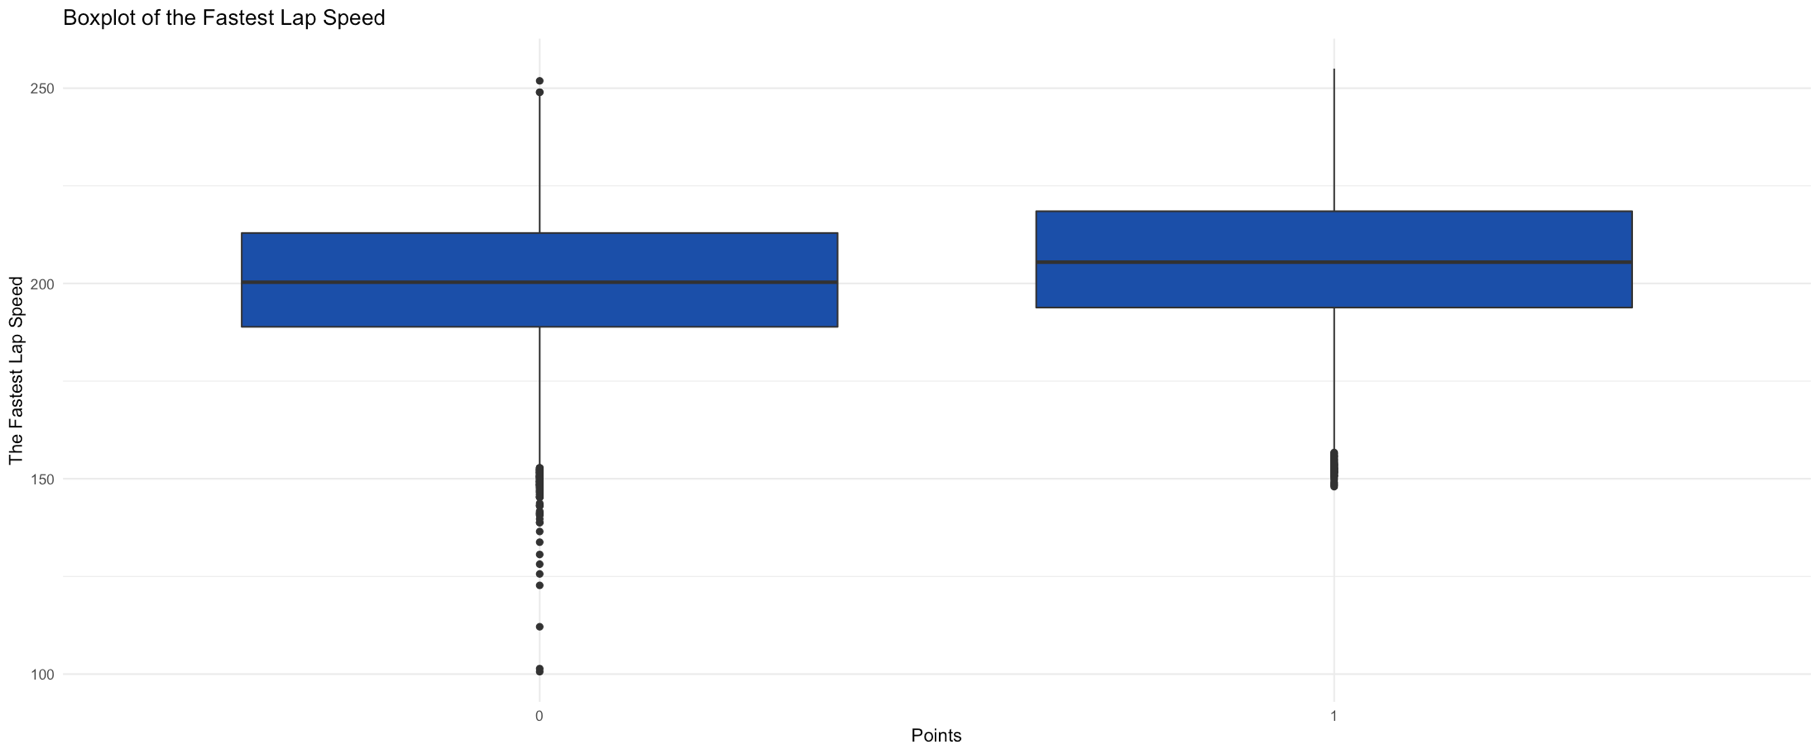 Boxplot of the Fastest Lap Speed
The Fastest Lap Speed
250
200
150
100
0
1
Points